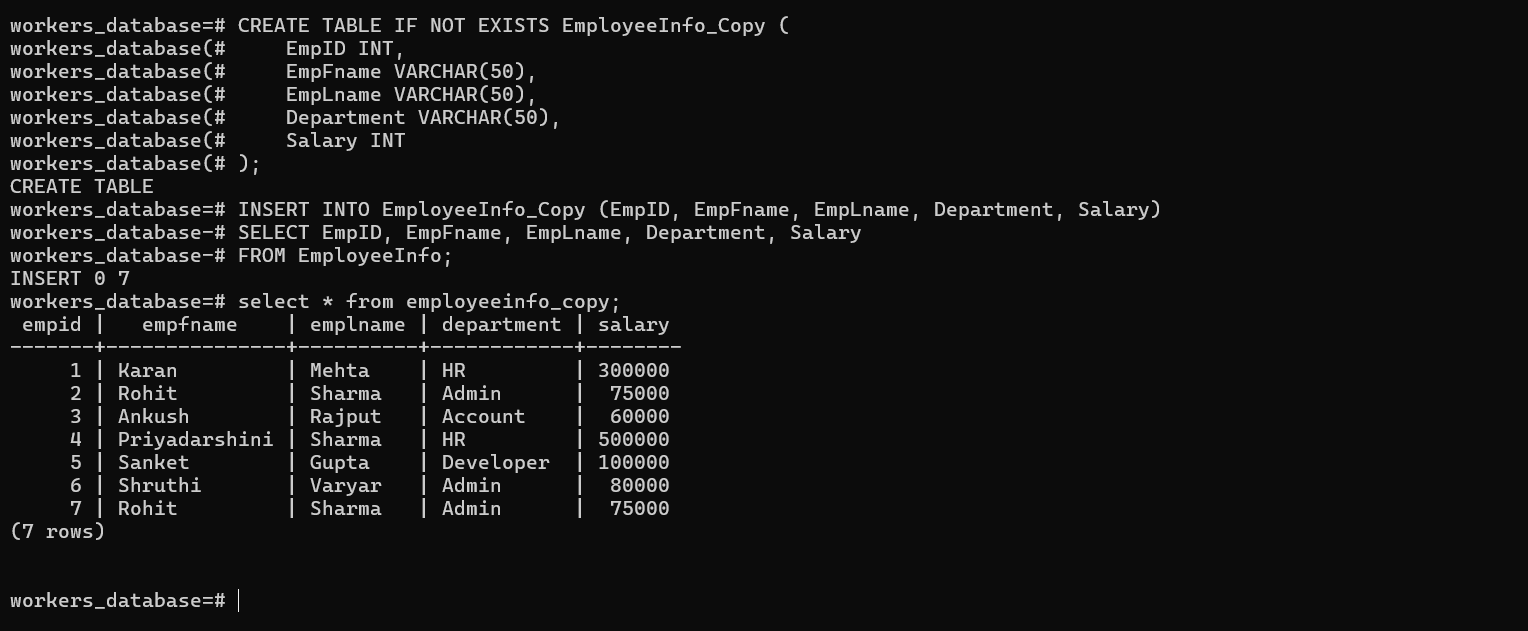 workers_database=# CREATE TABLE IF NOT EXISTS EmployeeInfo_Copy (
workers_database(#     EmpID INT,
workers_database(#     EmpFname VARCHAR(50),
workers_database(#     EmpLname VARCHAR(50),
workers_database(#     Department VARCHAR(50),
workers_database(#     Salary INT
workers_database(# );
CREATE TABLE
workers_database=# INSERT INTO EmployeeInfo_Copy (EmpID, EmpFname, EmpLname, Department, Salary)
workers_database-# SELECT EmpID, EmpFname, EmpLname, Department, Salary
workers_database-# FROM EmployeeInfo;
INSERT 0 7
workers_database=# select * from employeeinfo_copy;
 empid |   empfname    | emplname | department | salary
-------+---------------+----------+------------+--------
     1 | Karan         | Mehta    | HR         | 300000
     2 | Rohit         | Sharma   | Admin      |  75000
     3 | Ankush        | Rajput   | Account    |  60000
     4 | Priyadarshini | Sharma   | HR         | 500000
     5 | Sanket        | Gupta    | Developer  | 100000
     6 | Shruthi       | Varyar   | Admin      |  80000
     7 | Rohit         | Sharma   | Admin      |  75000
(7 rows)
workers_database=#